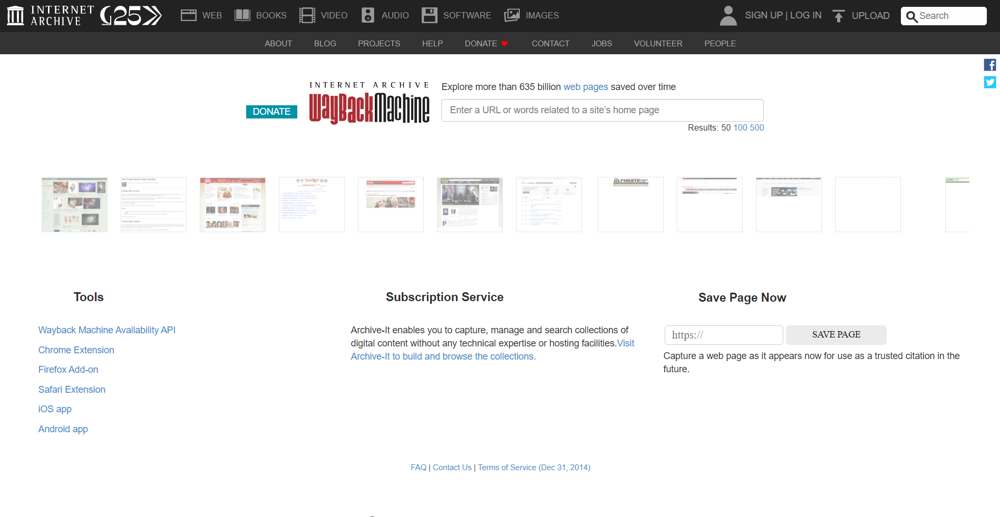 INTERNET ARCHIVE 25
WEB BOOKS VIDEO AUDIO SOFTWARE IMAGES
SIGN UP | LOG IN UPLOAD Search
ABOUT BLOG PROJECTS HELP DONATE CONTACT JOBS VOLUNTEER PEOPLE
DONATE
INTERNET ARCHIVE
WayBackMachine
Explore more than 635 billion web pages saved over time
Enter a URL or words related to a site's home page
Results: 50 100 500
The Trojan Room Coffee Machine
ULTIMATE
Tools
Wayback Machine Availability API
Chrome Extension
Firefox Add-on
Safari Extension
iOS app
Android app
Subscription Service
Archive-It enables you to capture, manage and search collections of
digital content without any technical expertise or hosting facilities.Visit
Archive-It to build and browse the collections.
Save Page Now
https:// SAVE PAGE
Capture a web page as it appears now for use as a trusted citation in the
future.
FAQ | Contact Us | Terms of Service (Dec 31, 2014)